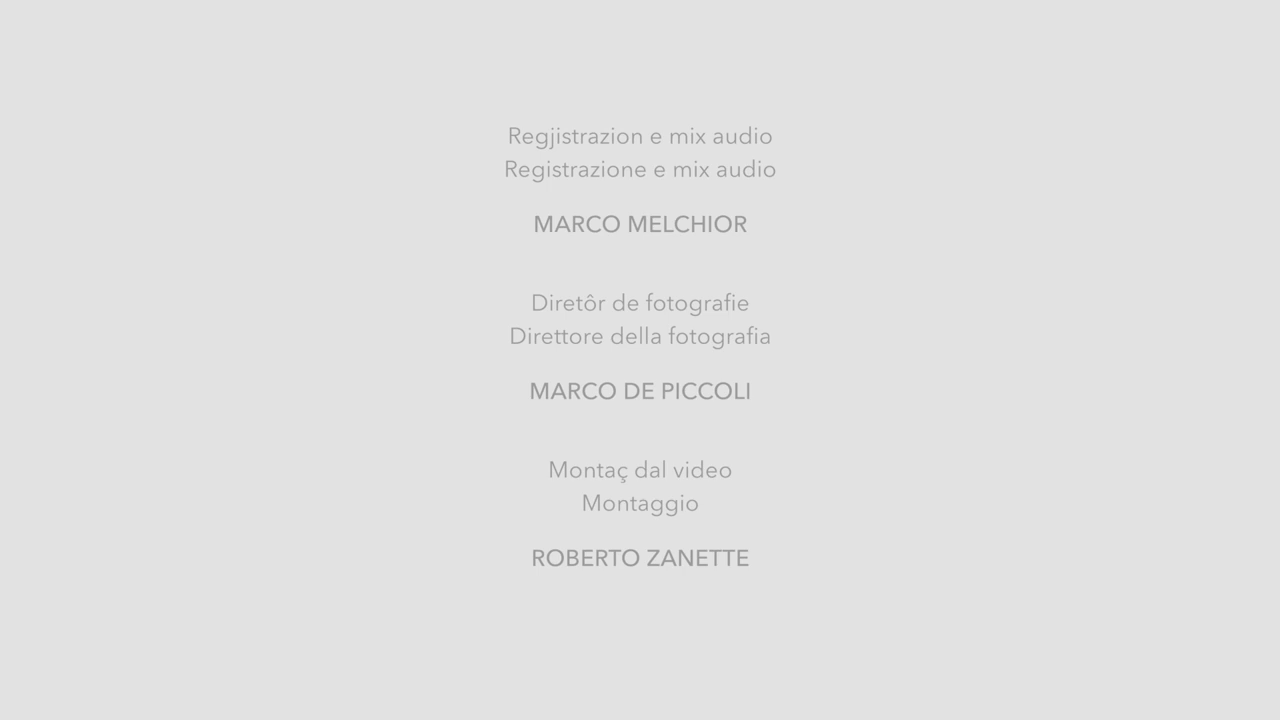 Regjistrazion e mix audio
Registrazione e mix audio
MARCO MELCHIOR
Diretôr de fotografie
Direttore della fotografia
MARCO DE PICCOLI
Montaç dal video
Montaggio
ROBERTO ZANETTE